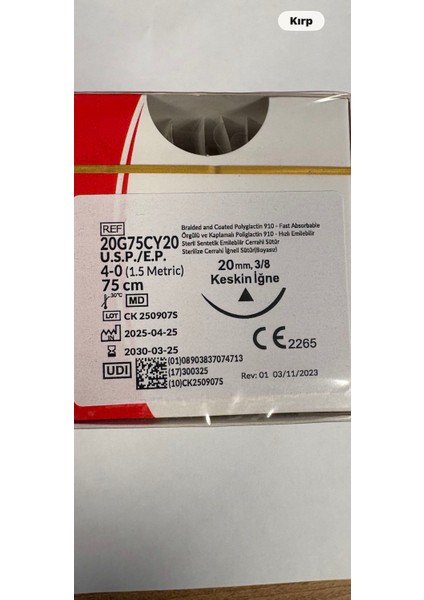 Kırp
REF
20G75CY20
U.S.P./E.P.
4-0 (1.5 Metric)
75 cm
30°C
MD
LOT CK 250907S
2025-04-25
2030-03-25
UDI
(01)08903837074713
(17)300325
(10)CK250907S
Braided and Coated Polyglactin 910 - Fast Absorbable
Örgülü ve Kaplamalı Poliglactin 910 - Hızlı Emilebilir
Steril Sentetik Emilebilir Cerrahi Sütür
Sterilize Cerrahi İğneli Sütür(Boyasız)
20 mm, 3/8
Keskin İğne
CE 2265
Rev: 01 03/11/2023